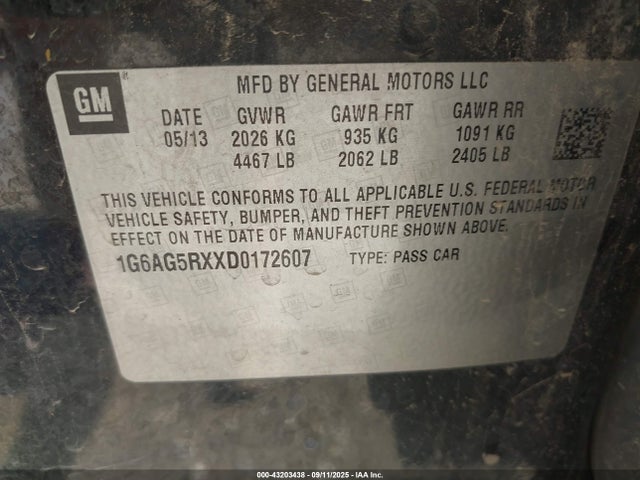 GM
MFD BY GENERAL MOTORS LLC
DATE GVWR GAWR FRT GAWR RR
05/13 2026 KG 935 KG 1091 KG
4467 LB 2062 LB 2405 LB
THIS VEHICLE CONFORMS TO ALL APPLICABLE U.S. FEDERAL MOTOR
VEHICLE SAFETY, BUMPER, AND THEFT PREVENTION STANDARDS IN
EFFECT ON THE DATE OF MANUFACTURE SHOWN ABOVE.
1G6AG5RXXD0172607 TYPE: PASS CAR
000-43203438 - 09/11/2025 - IAA Inc.